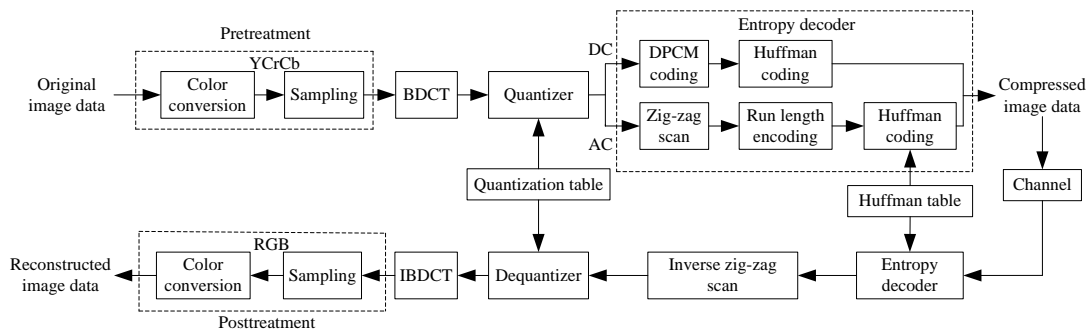 Pretreatment
Entropy decoder
YCrCb
DC
Original
image data
Color
conversion
Sampling
BDCT
Quantizer
DPCM
coding
Huffman
coding
AC
Zig-zag
scan
Run length
encoding
Huffman
coding
Compressed
image data
Quantization table
Huffman table
Channel
RGB
Reconstructed
image data
Color
conversion
Sampling
IBDCT
Dequantizer
Inverse zig-zag
scan
Entropy
decoder
Posttreatment